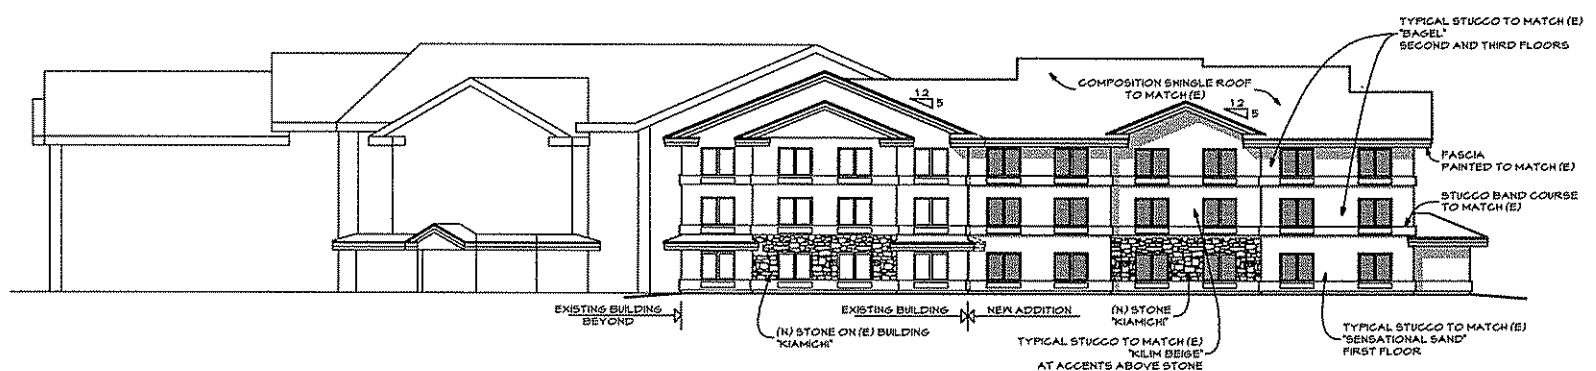 TYPICAL STUCCO TO MATCH (E)
"BAGEL"
SECOND AND THIRD FLOORS
COMPOSITION SHINGLE ROOF
TO MATCH (E)
12
5
12
5
FASCIA
PAINTED TO MATCH (E)
STUCCO BAND COURSE
TO MATCH (E)
EXISTING BUILDING
BEYOND
EXISTING BUILDING
NEW ADDITION
(N) STONE ON (E) BUILDING
"KIAMICHI"
(N) STONE
"KIAMICHI"
TYPICAL STUCCO TO MATCH (E)
"KILIM BEIGE"
AT ACCENTS ABOVE STONE
TYPICAL STUCCO TO MATCH (E)
"SENSATIONAL SAND"
FIRST FLOOR